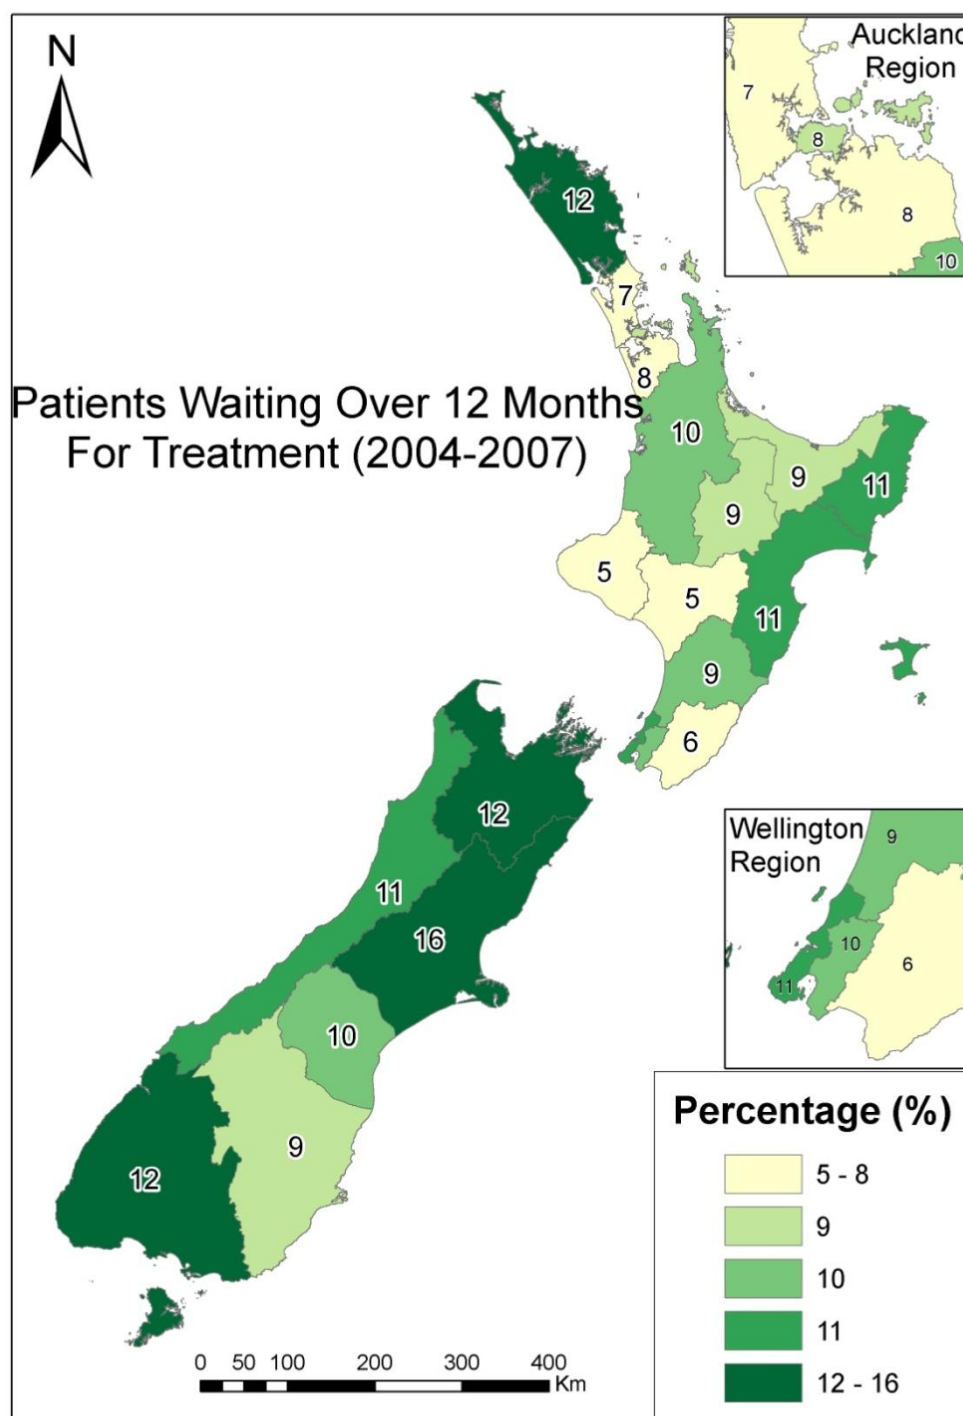 N
Auckland
Region
7
8
8
10
12
7
8
Patients Waiting Over 12 Months
For Treatment (2004-2007)
10
9
9
11
5
5
11
9
6
12
11
16
10
9
12
Wellington
Region
9
10
6
11
Percentage (%)
5 - 8
9
10
11
12 - 16
0 50 100 200 300 400
Km